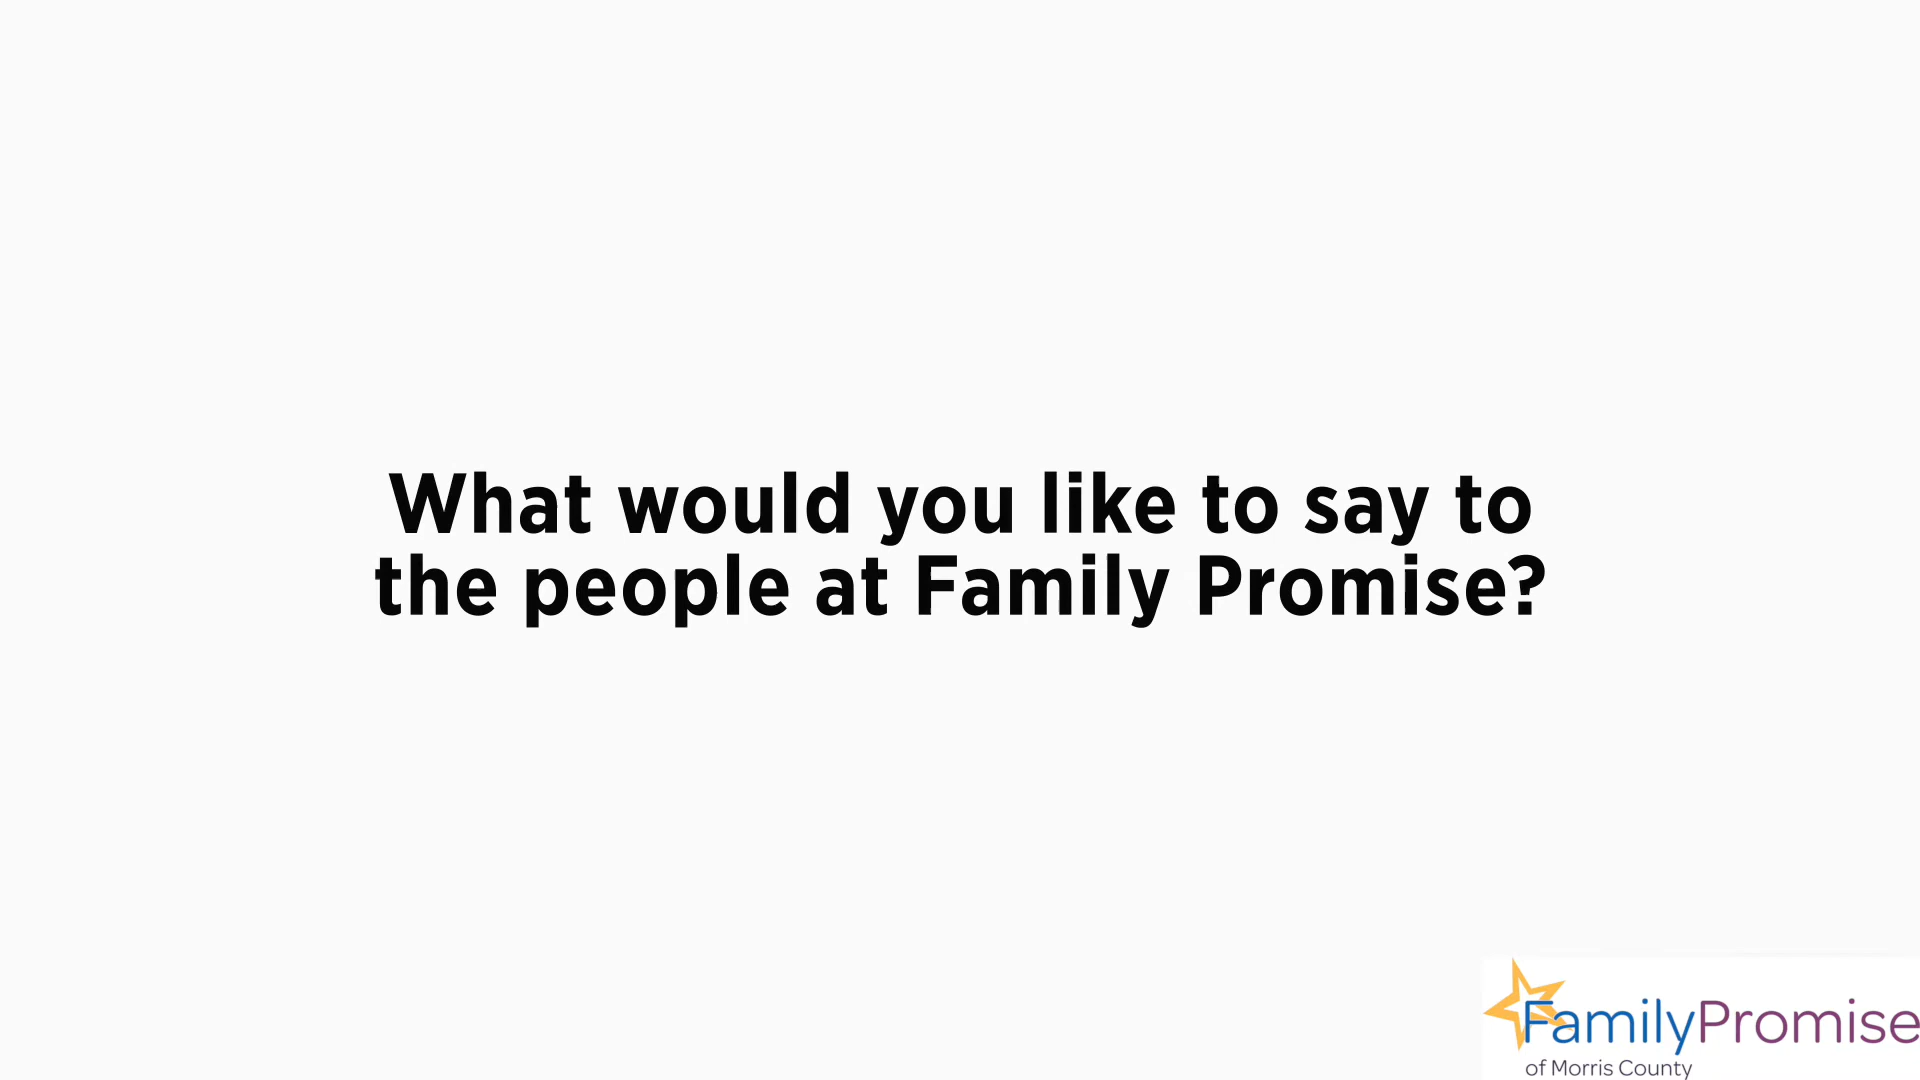 What would you like to say to
the people at Family Promise?
FamilyPromise
of Morris County